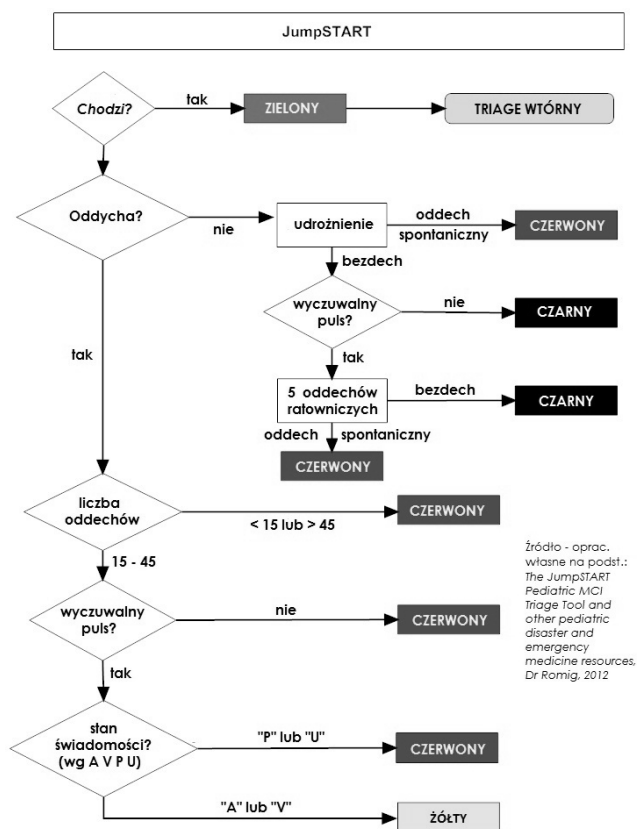 JumpSTART
Chodzi?
tak
ZIELONY
TRIAGE WTÓRNY
Oddycha?
nie
udrożnienie
oddech
spontaniczny
CZERWONY
bezdech
wyczuwalny
puls?
nie
CZARNY
tak
tak
5 oddechów
ratowniczych
bezdech
CZARNY
oddech spontaniczny
CZERWONY
liczba
oddechów
< 15 lub > 45
CZERWONY
15 - 45
wyczuwalny
puls?
nie
CZERWONY
tak
stan
świadomości?
(wg A V P U)
"P" lub "U"
CZERWONY
"A" lub "V"
ŻÓŁTY
Źródło - oprac.
własne na podst.:
The JumpSTART
Pediatric MCI
Triage Tool and
other pediatric
disaster and
emergency
medicine resources,
Dr Romig, 2012